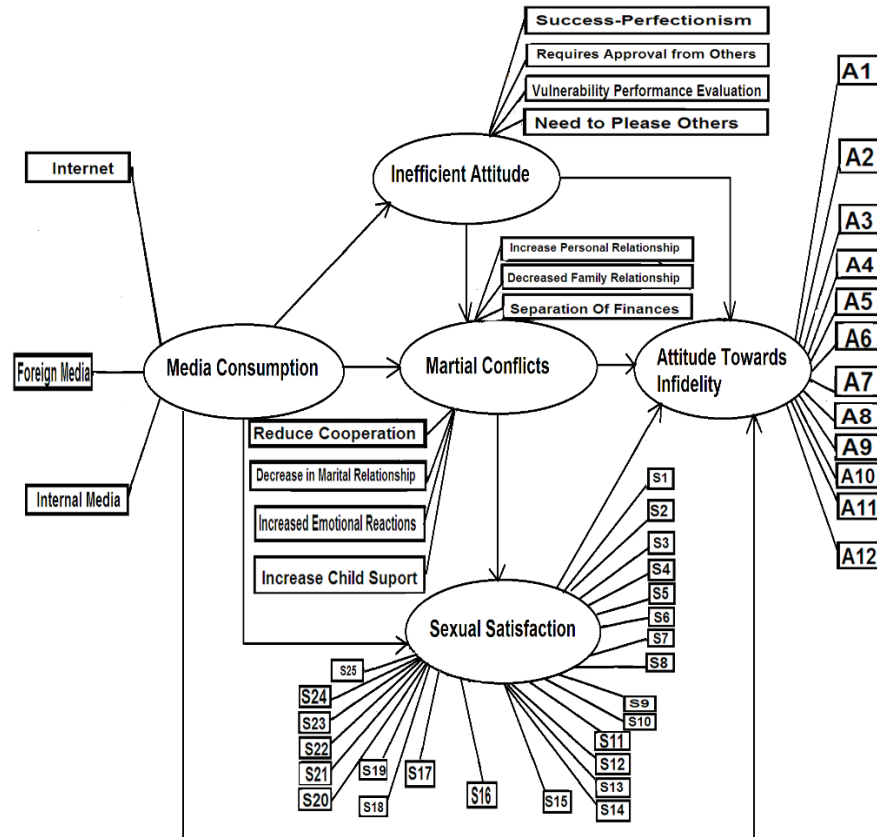 Success-Perfectionism
Requires Approval from Others
Vulnerability Performance Evaluation
Need to Please Others
Internet
Inefficient Attitude
Increase Personal Relationship
Decreased Family Relationship
Separation Of Finances
Foreign Media
Media Consumption
Martial Conflicts
Attitude Towards
Infidelity
Internal Media
Reduce Cooperation
Decrease in Marital Relationship
Increased Emotional Reactions
Increase Child Suport
Sexual Satisfaction
A1
A2
A3
A4
A5
A6
A7
A8
A9
A10
A11
A12
S1
S2
S3
S4
S5
S6
S7
S8
S9
S10
S11
S12
S13
S14
S15
S16
S17
S18
S19
S20
S21
S22
S23
S24
S25